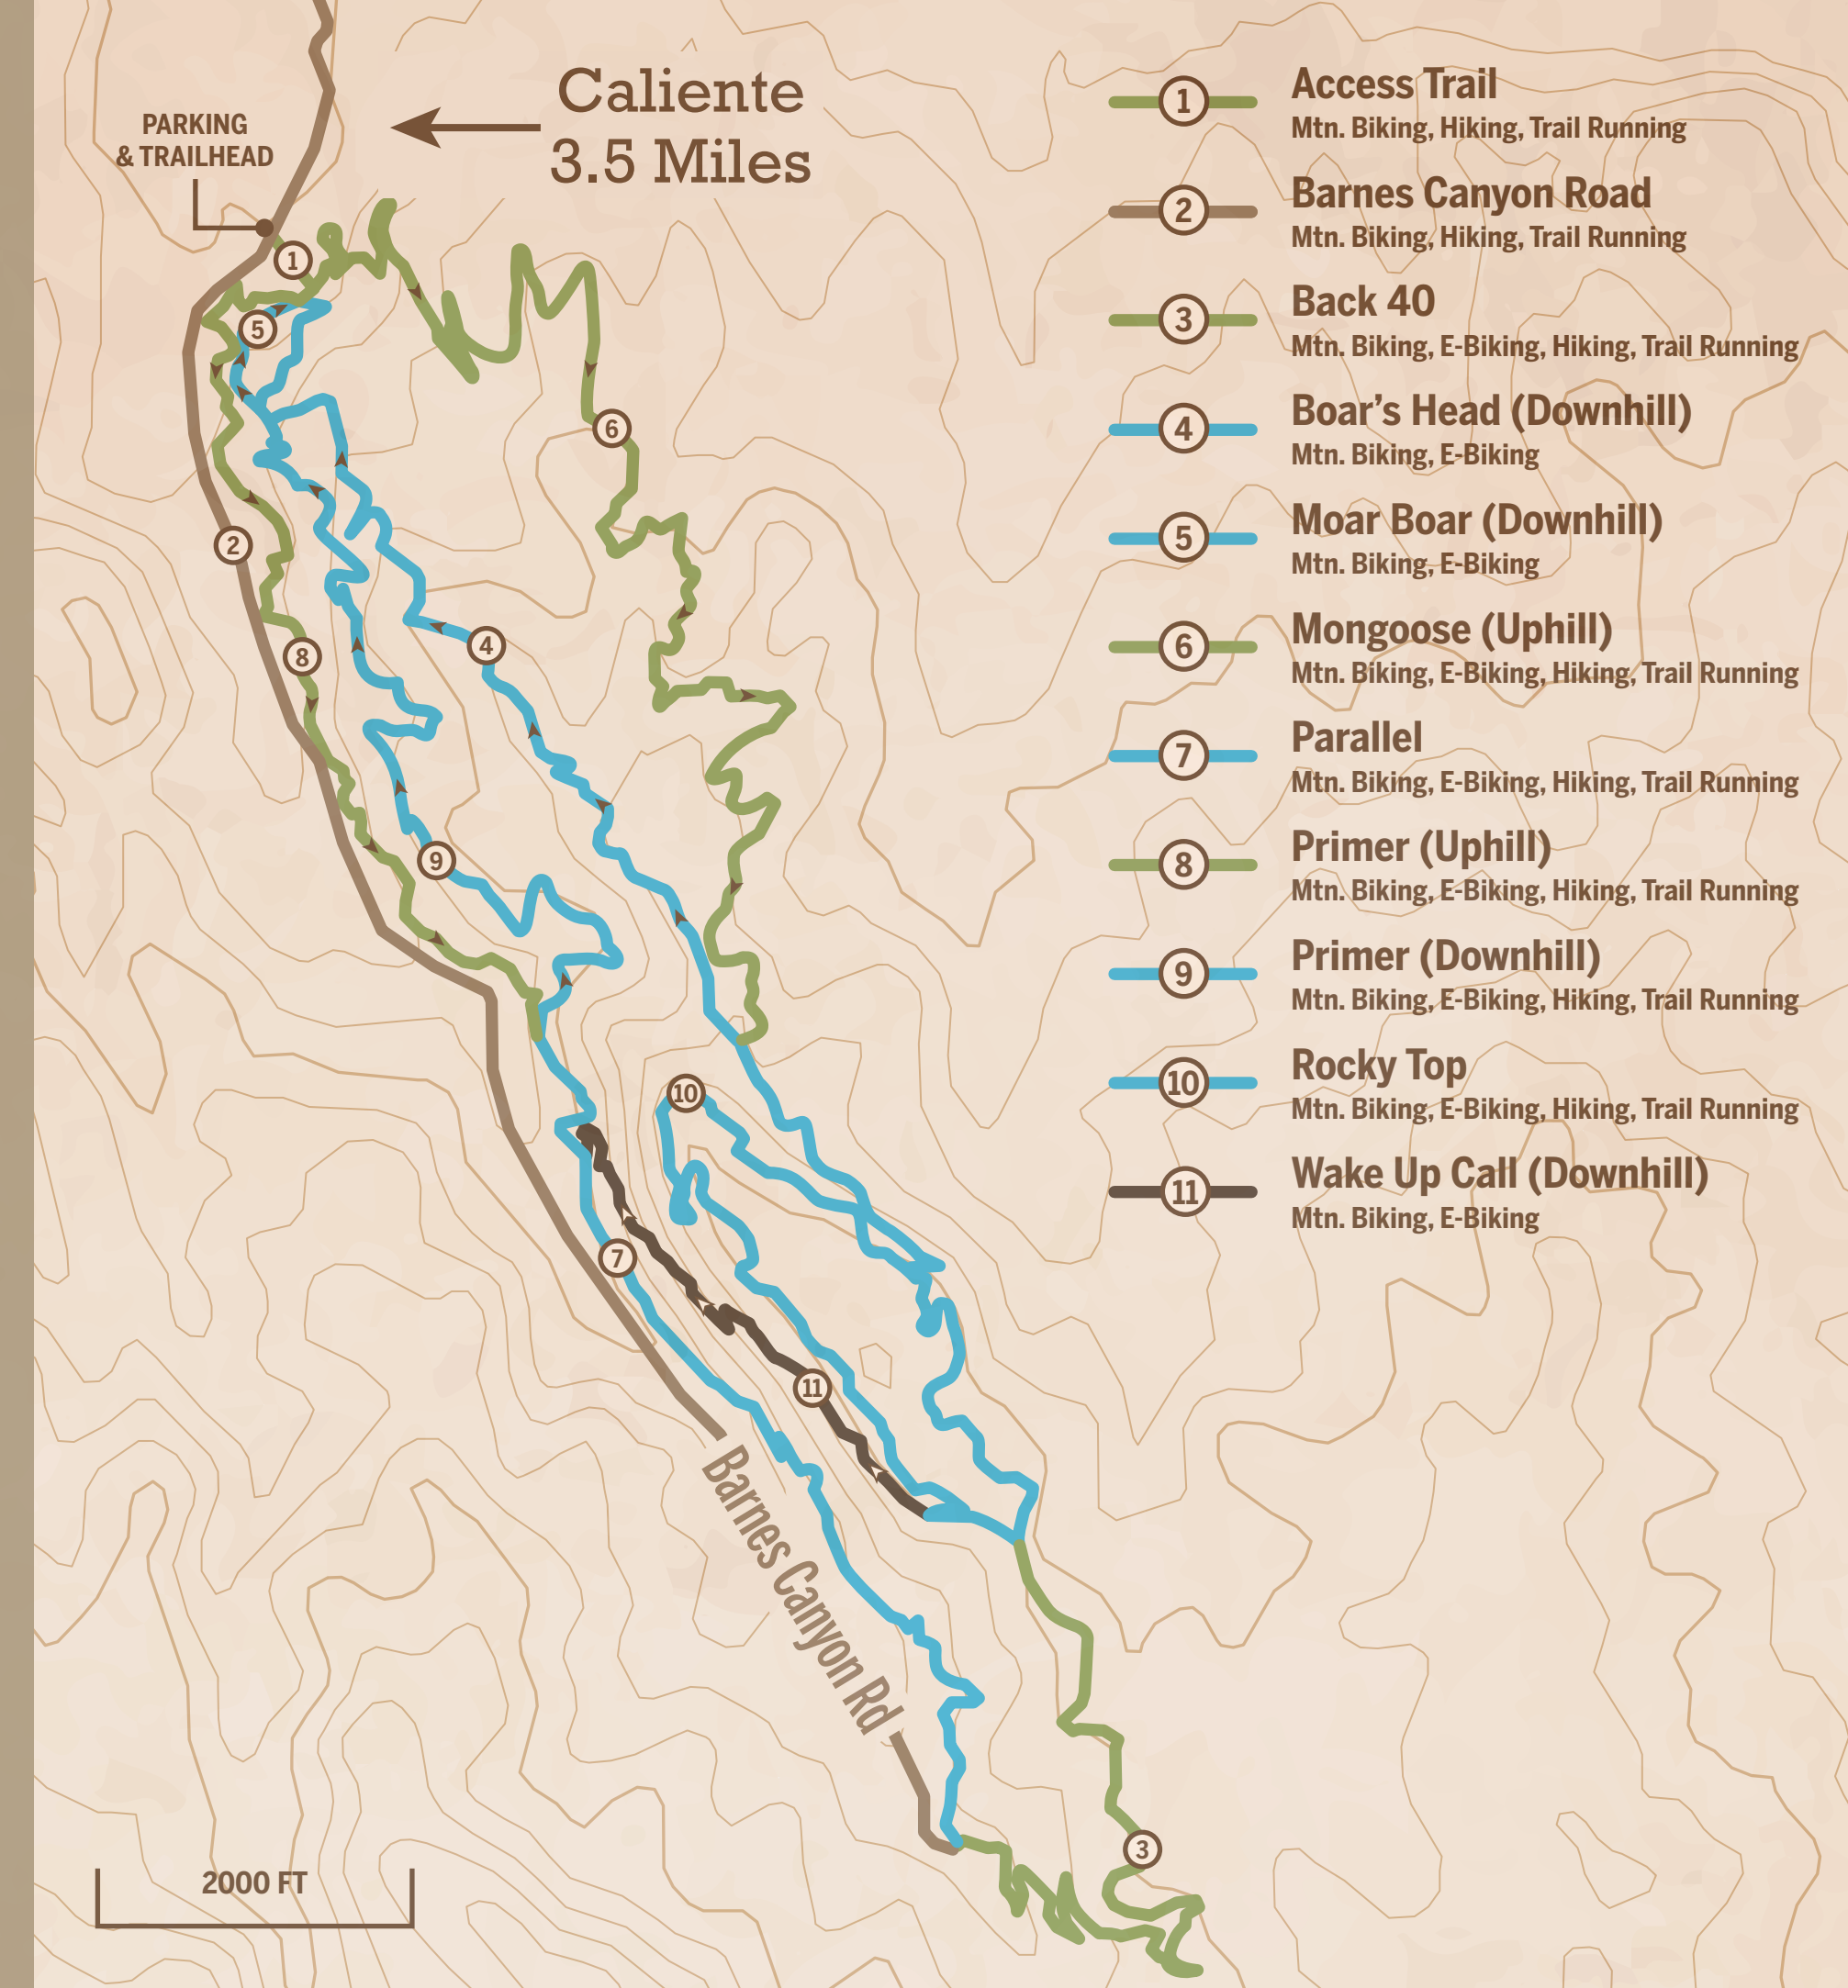 Caliente
3.5 Miles
PARKING
& TRAILHEAD
1
5
6
2
4
8
9
10
7
11
3
Barnes Canyon Rd
2000 FT
1
Access Trail
Mtn. Biking, Hiking, Trail Running
2
Barnes Canyon Road
Mtn. Biking, Hiking, Trail Running
3
Back 40
Mtn. Biking, E-Biking, Hiking, Trail Running
4
Boar’s Head (Downhill)
Mtn. Biking, E-Biking
5
Moar Boar (Downhill)
Mtn. Biking, E-Biking
6
Mongoose (Uphill)
Mtn. Biking, E-Biking, Hiking, Trail Running
7
Parallel
Mtn. Biking, E-Biking, Hiking, Trail Running
8
Primer (Uphill)
Mtn. Biking, E-Biking, Hiking, Trail Running
9
Primer (Downhill)
Mtn. Biking, E-Biking, Hiking, Trail Running
10
Rocky Top
Mtn. Biking, E-Biking, Hiking, Trail Running
11
Wake Up Call (Downhill)
Mtn. Biking, E-Biking